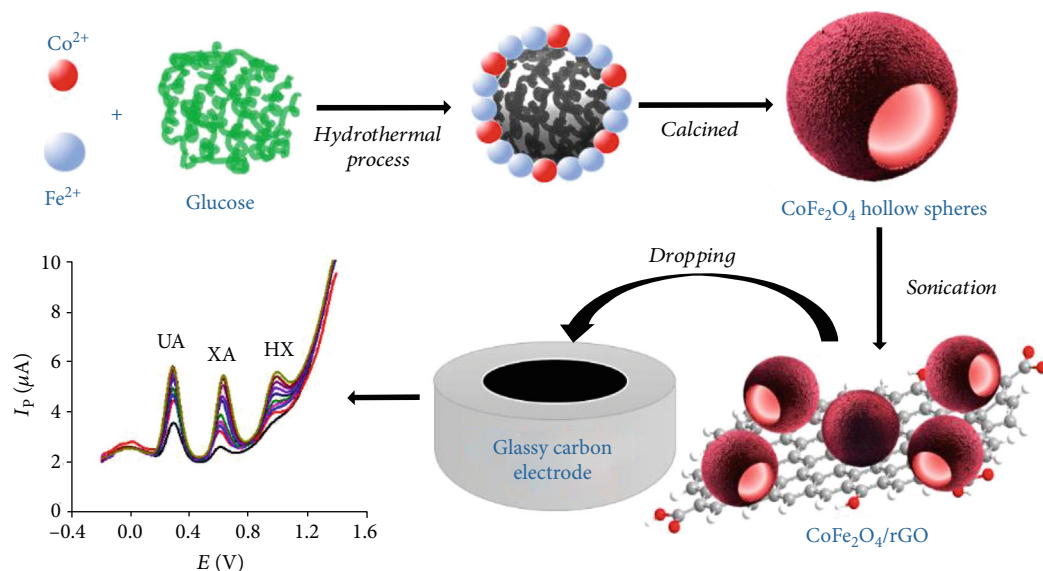 Co²⁺
+
Fe²⁺
Glucose
Hydrothermal
process
Calcined
CoFe₂O₄ hollow spheres
Sonication
Dropping
CoFe₂O₄/rGO
Glassy carbon
electrode
10
8
6
4
2
0
Iₚ (μA)
UA
XA
HX
−0.4 0.0 0.4 0.8 1.2 1.6
E (V)